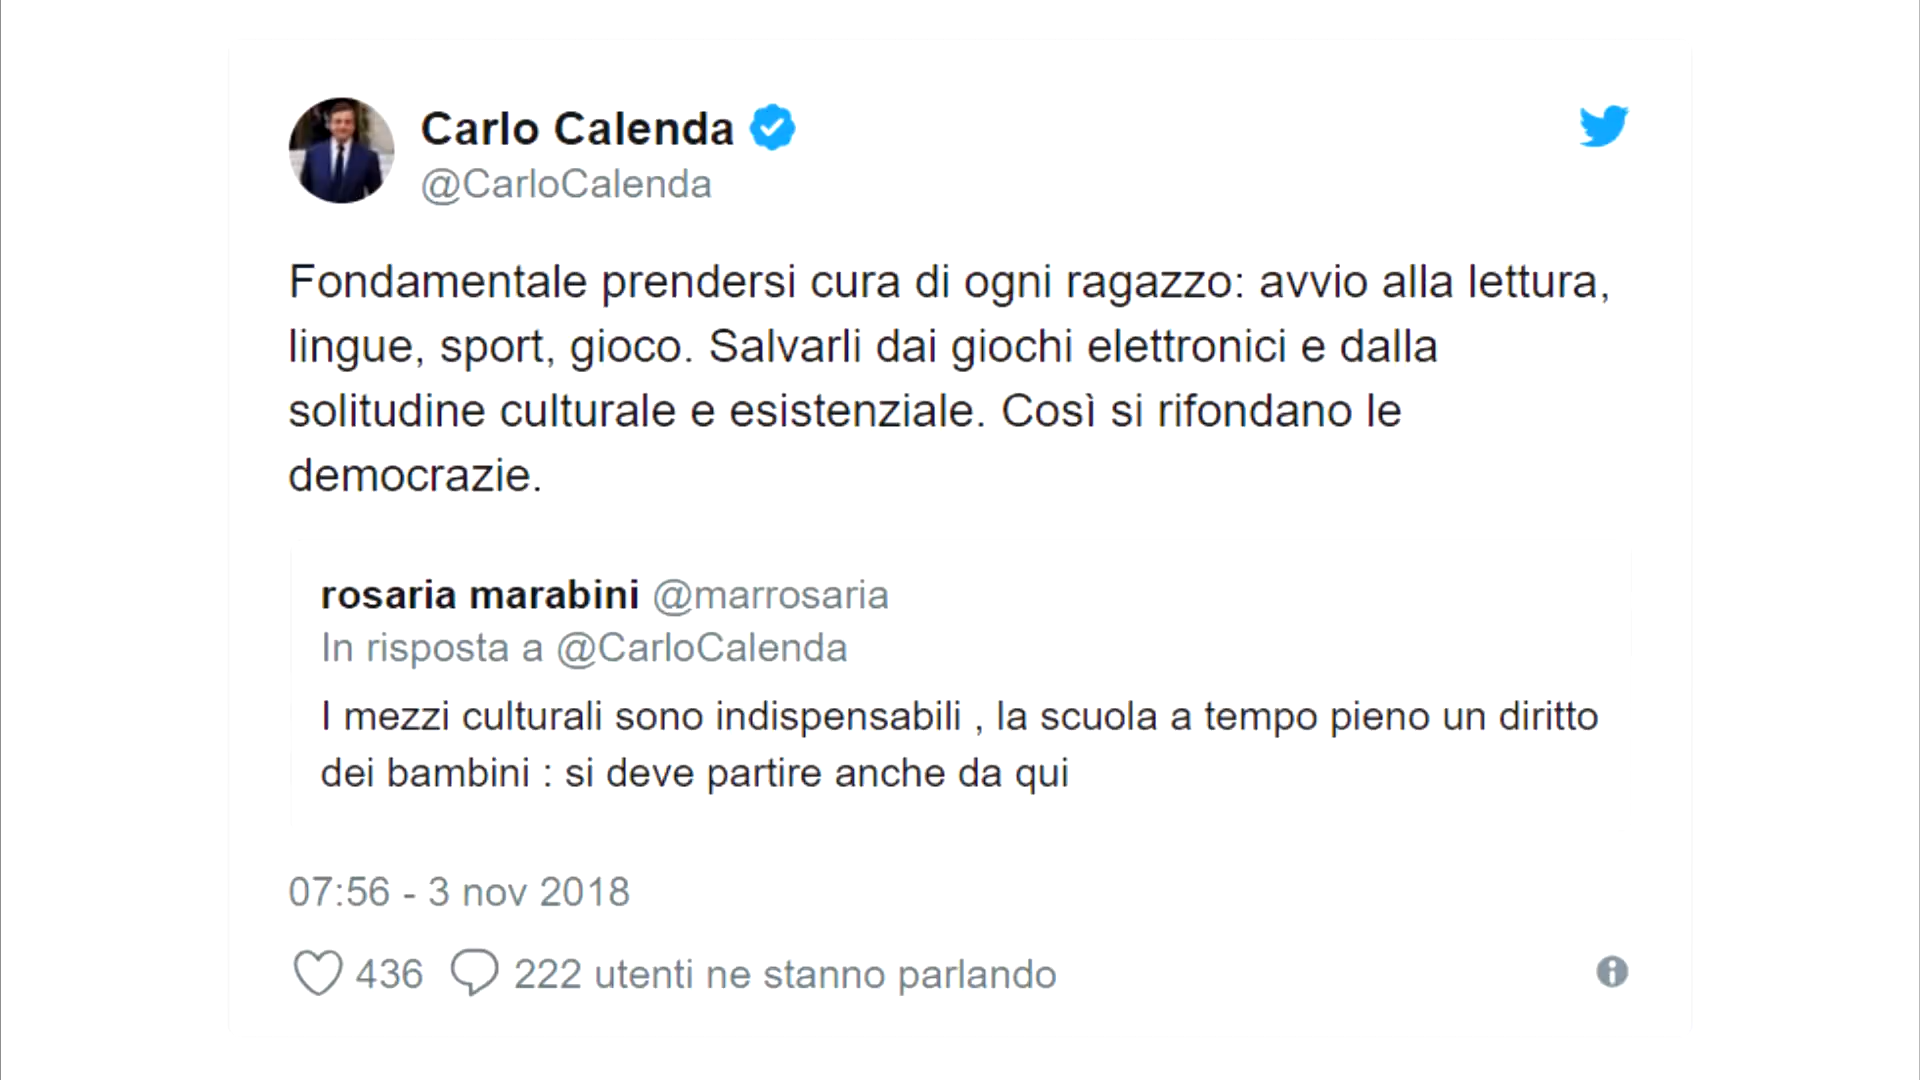 Carlo Calenda
@CarloCalenda
Fondamentale prendersi cura di ogni ragazzo: avvio alla lettura,
lingue, sport, gioco. Salvarli dai giochi elettronici e dalla
solitudine culturale e esistenziale. Così si rifondano le
democrazie.
rosaria marabini @marrosaria
In risposta a @CarloCalenda
I mezzi culturali sono indispensabili , la scuola a tempo pieno un diritto
dei bambini : si deve partire anche da qui
07:56 - 3 nov 2018
436 222 utenti ne stanno parlando